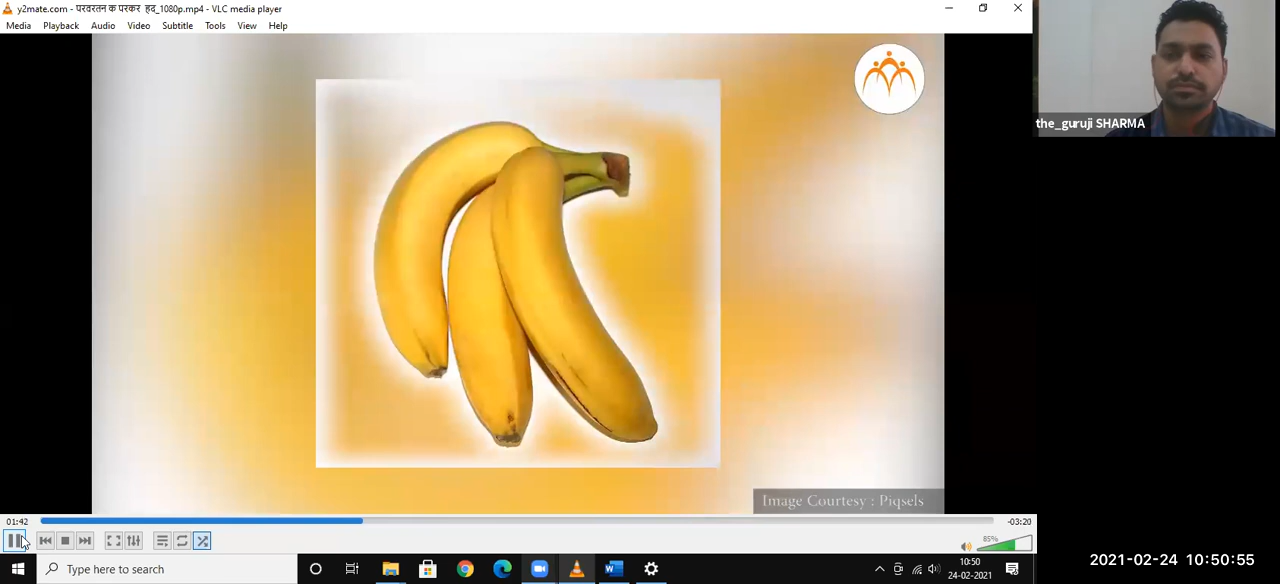 y2mate.com - परवरतन क परकर हद_1080p.mp4 - VLC media player
Media Playback Audio Video Subtitle Tools View Help
the_guruji SHARMA
Image Courtesy : Piqsels
01:42
-03:20
85%
Type here to search
10:50
24-02-2021
2021-02-24 10:50:55